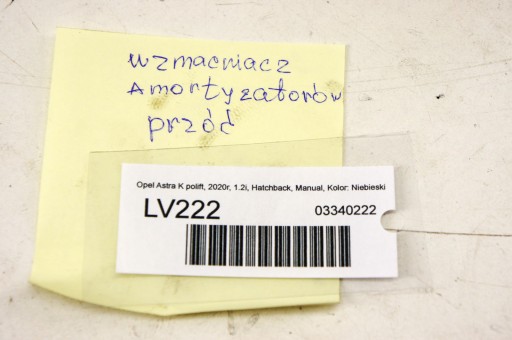 wzmacniacz
Amortyzatorów
przód
Opel Astra K polift, 2020r, 1.2i, Hatchback, Manual, Kolor: Niebieski
LV222 03340222